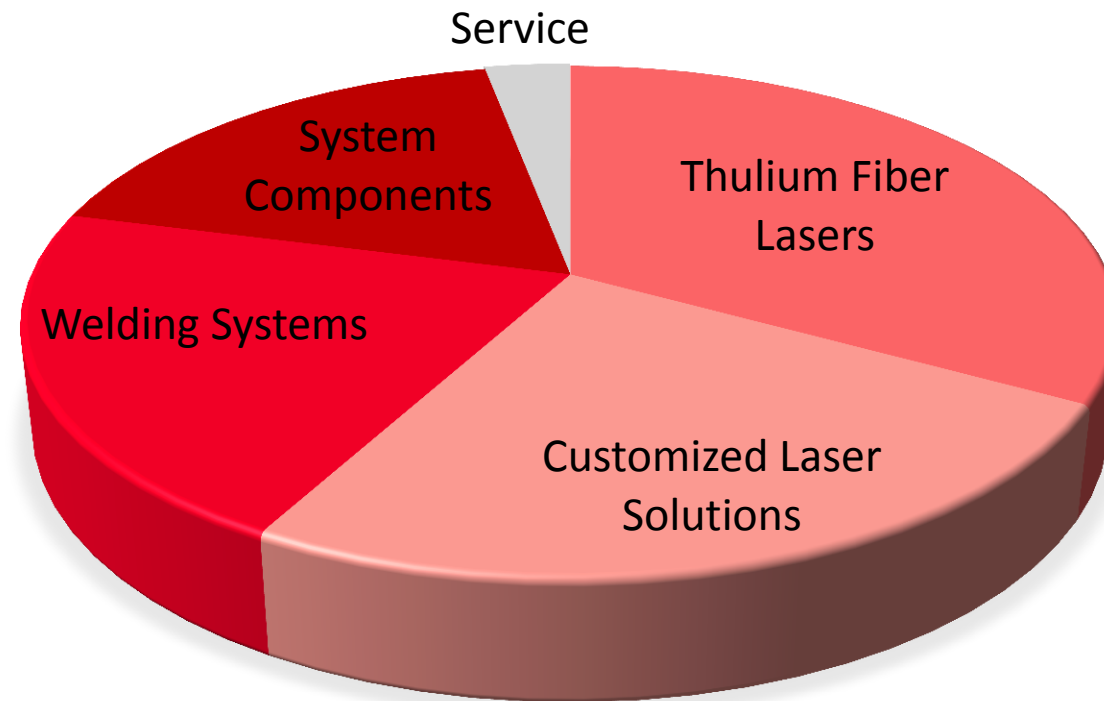 Service
System
Components
Thulium Fiber
Lasers
Welding Systems
Customized Laser
Solutions